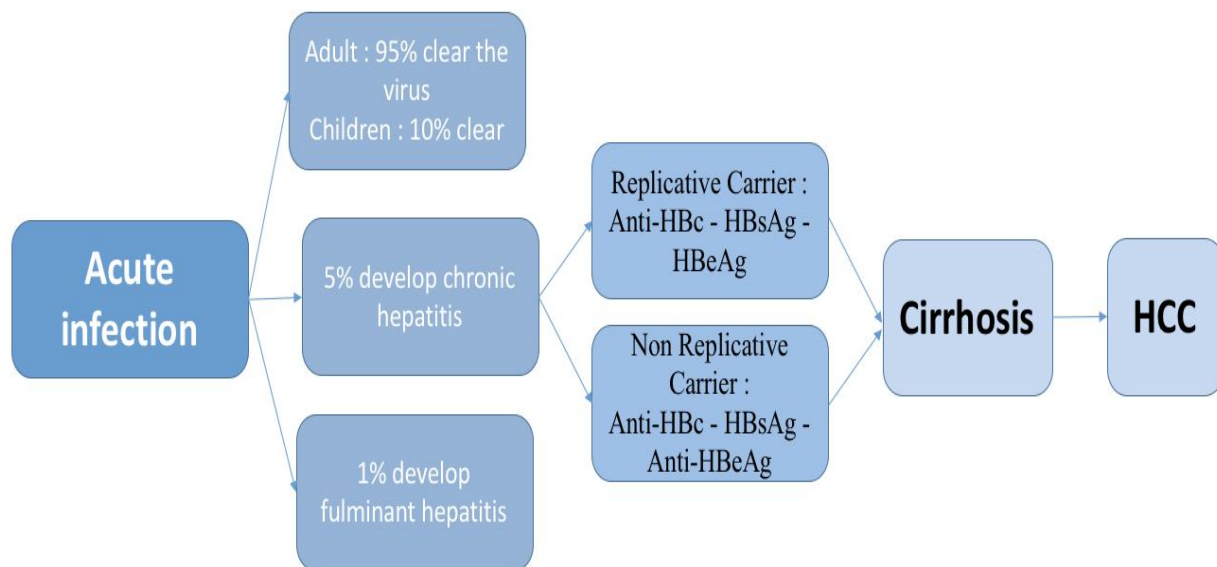 Acute
infection
Adult : 95% clear the
virus
Children : 10% clear
5% develop chronic
hepatitis
1% develop
fulminant hepatitis
Replicative Carrier :
Anti-HBc - HBsAg -
HBeAg
Non Replicative
Carrier :
Anti-HBc - HBsAg -
Anti-HBeAg
Cirrhosis
HCC